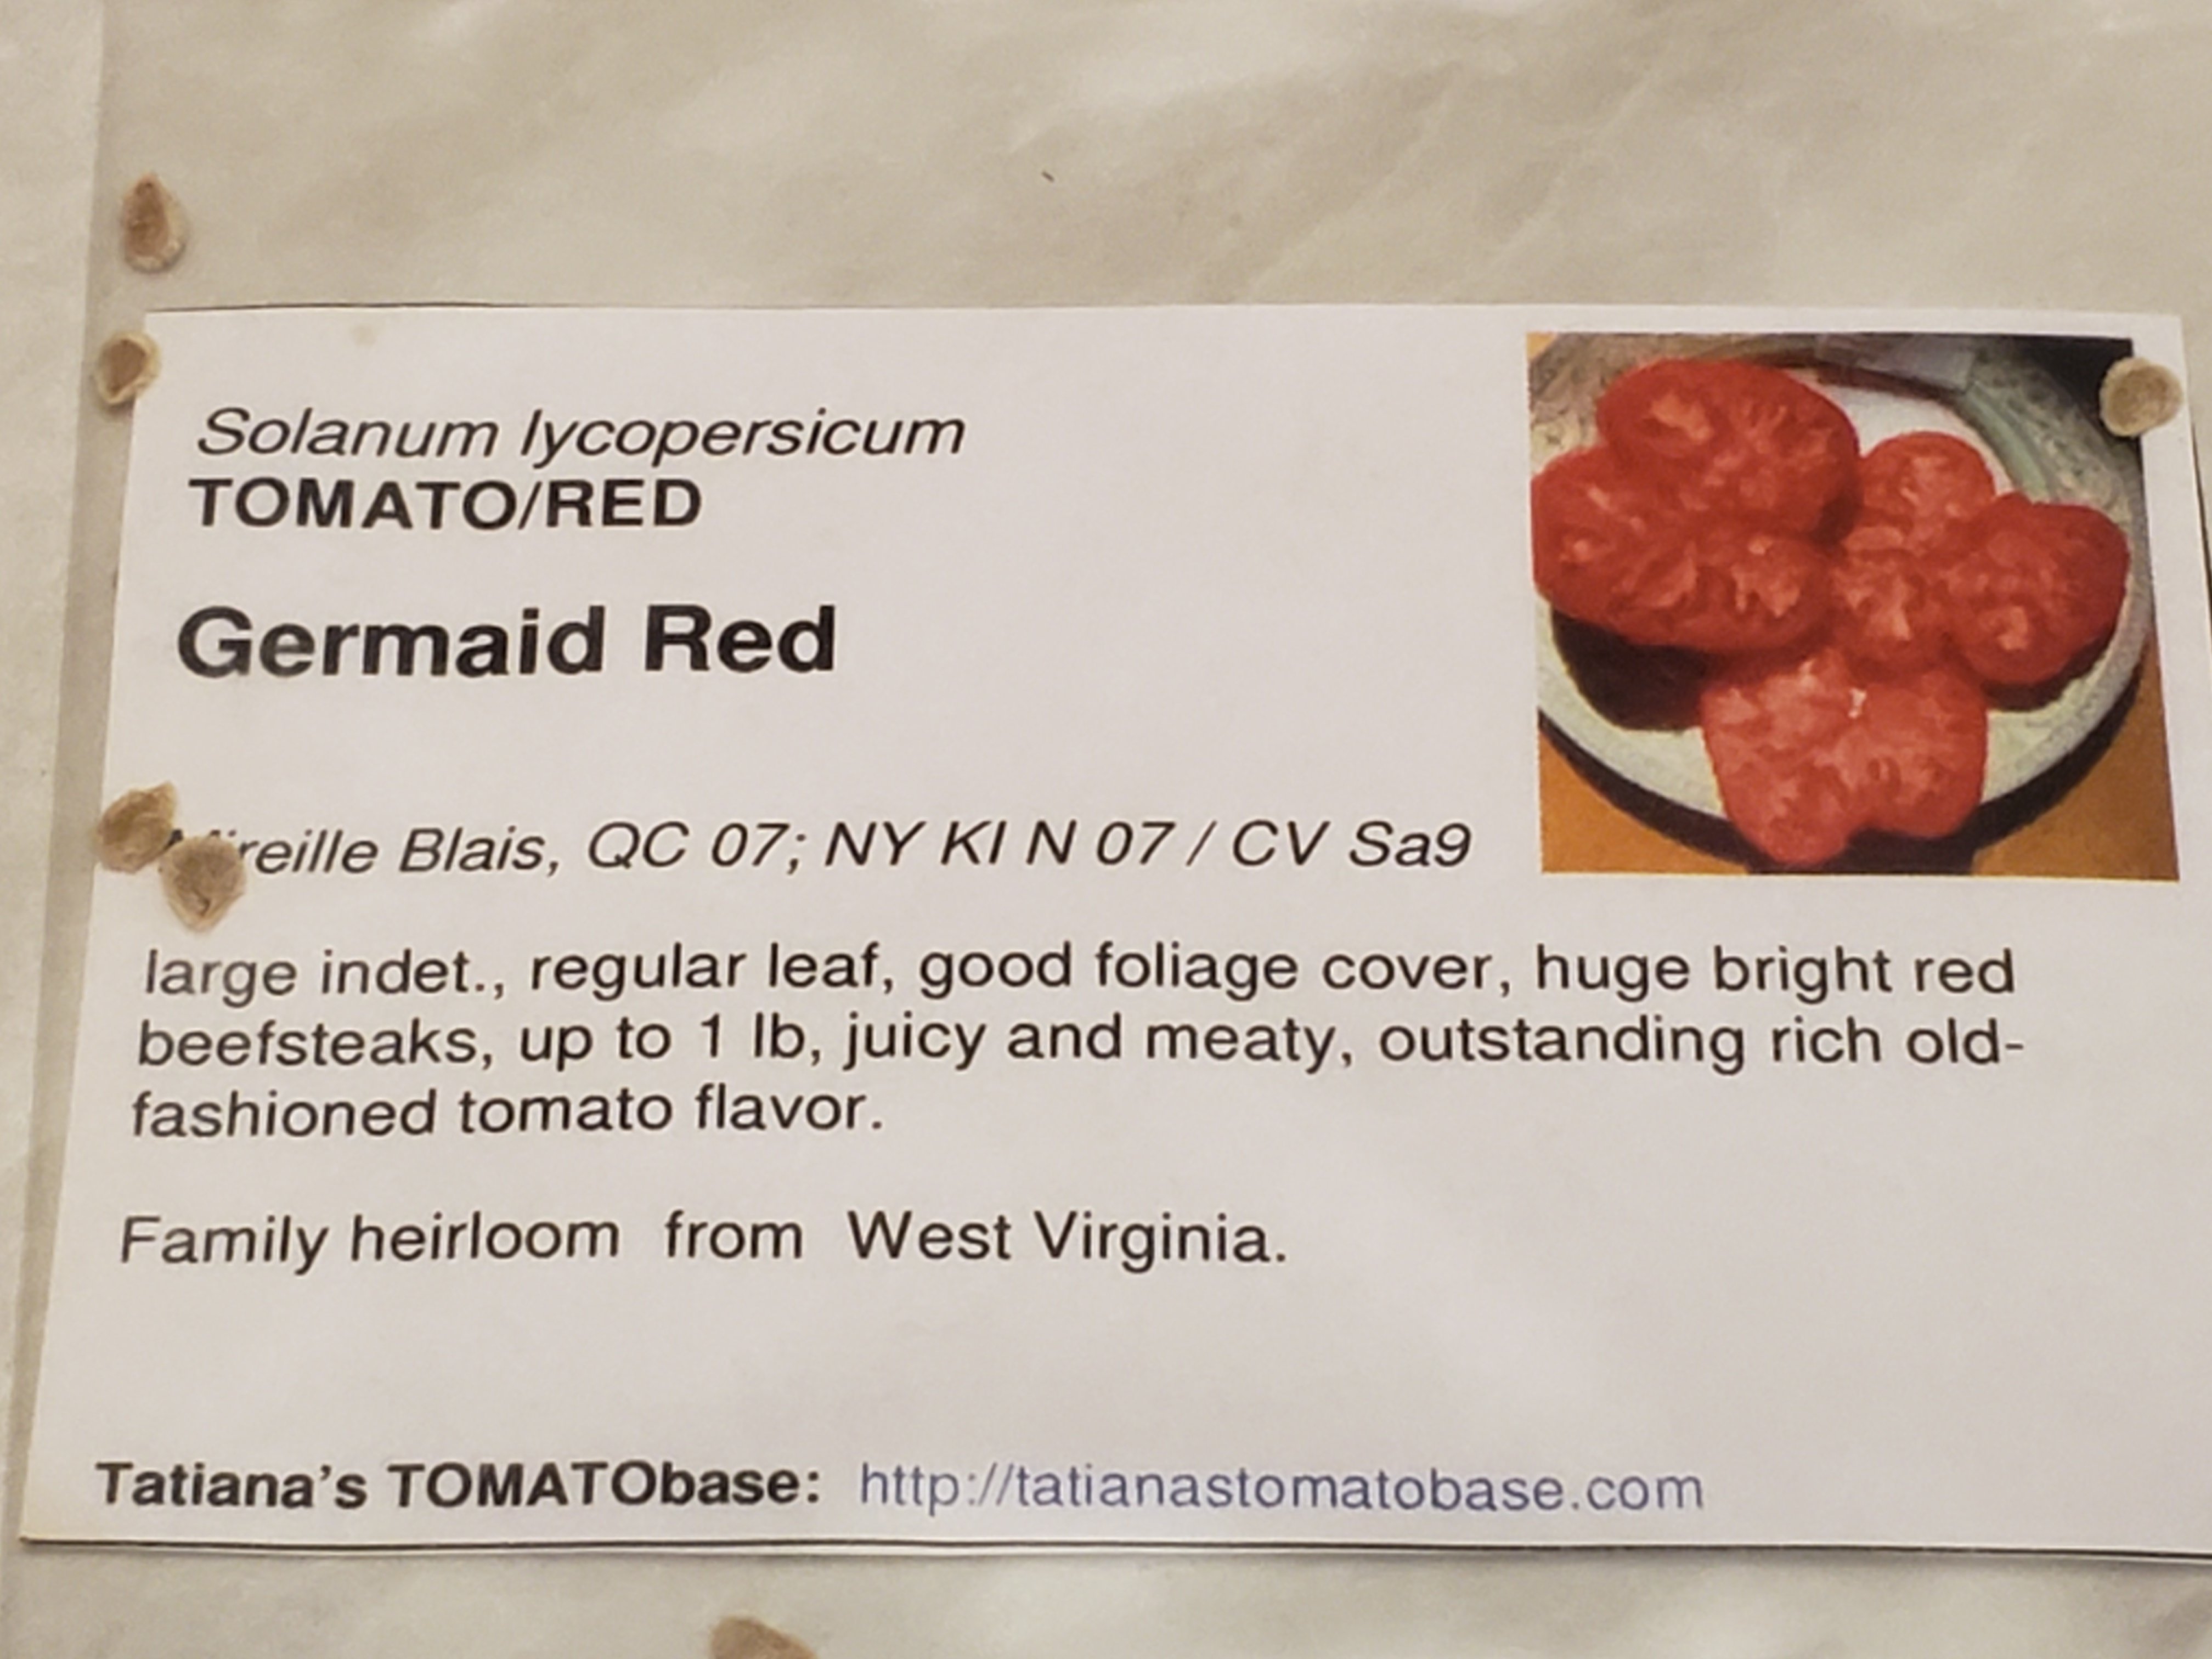 Solanum lycopersicum
TOMATO/RED
Germaid Red
Mireille Blais, QC 07; NY KI N 07 / CV Sa9
large indet., regular leaf, good foliage cover, huge bright red
beefsteaks, up to 1 lb, juicy and meaty, outstanding rich old-
fashioned tomato flavor.
Family heirloom from West Virginia.
Tatiana's TOMATObase: http://tatianastomatobase.com